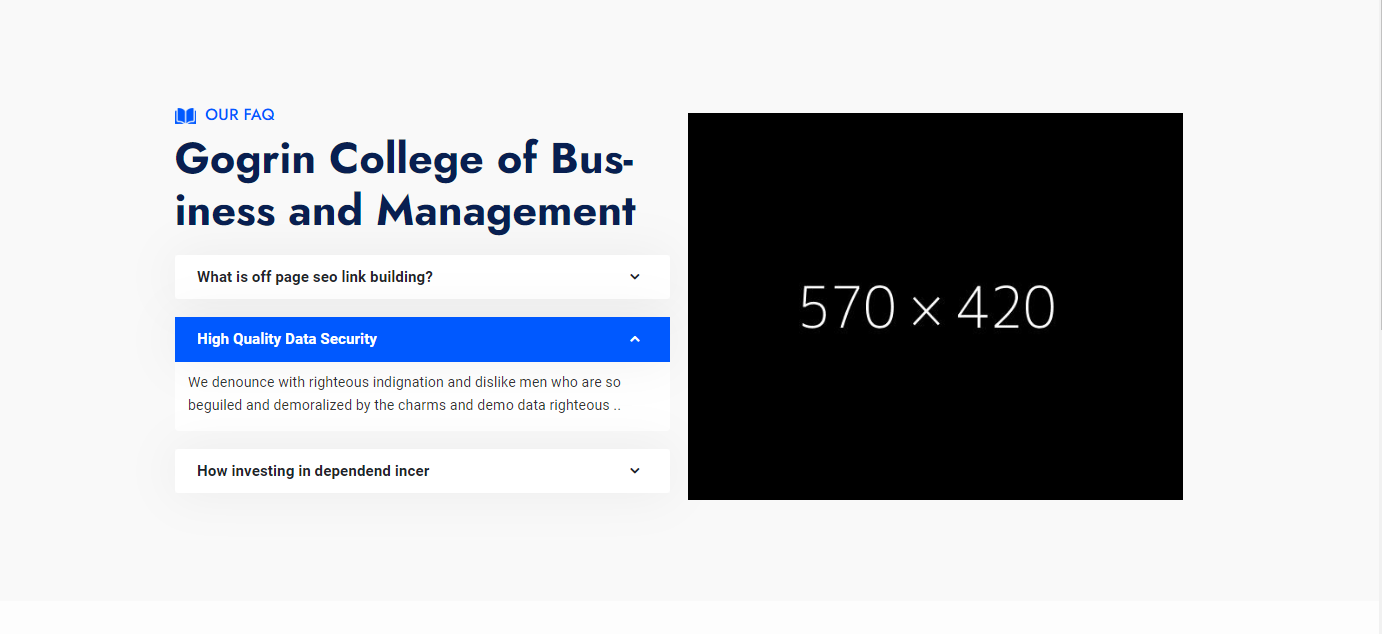 OUR FAQ
Gogrin College of Bus-
iness and Management
What is off page seo link building?
High Quality Data Security
We denounce with righteous indignation and dislike men who are so
beguiled and demoralized by the charms and demo data righteous ..
How investing in dependend incer
570 × 420